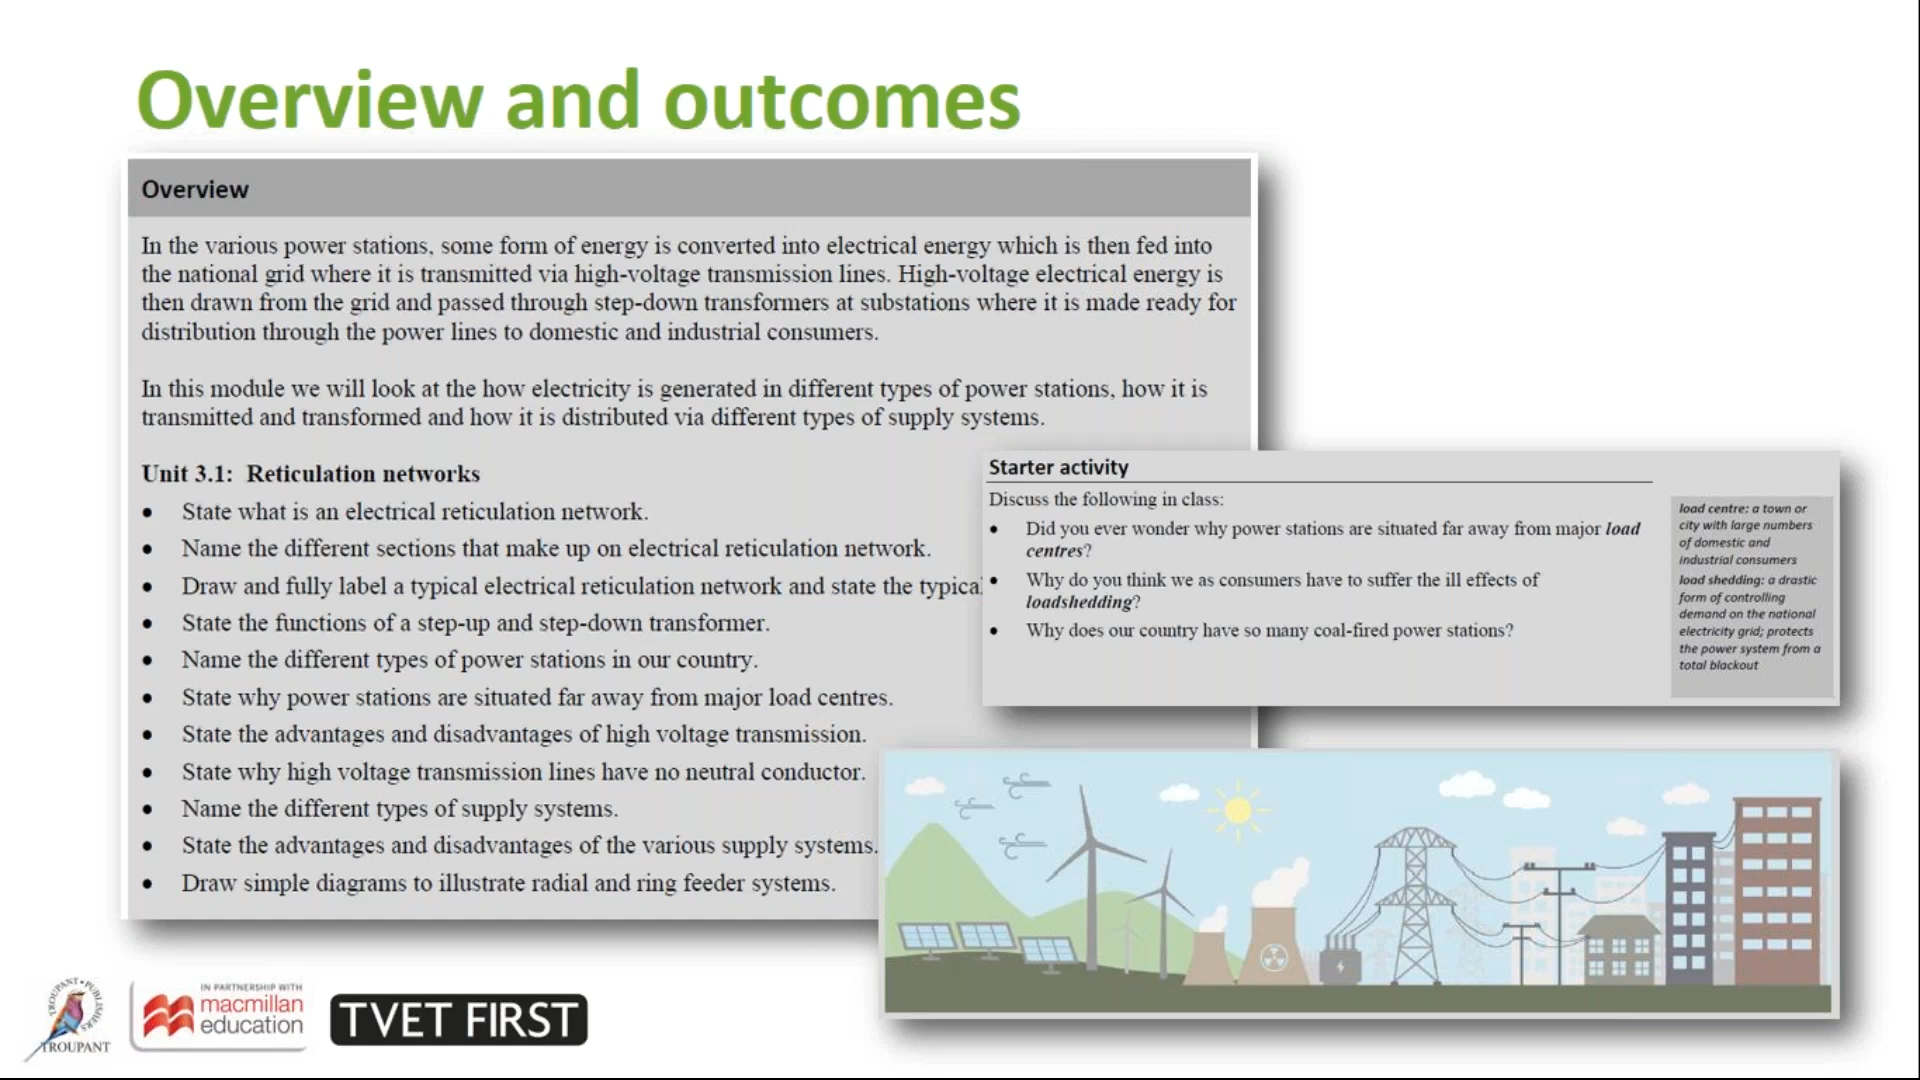 Overview and outcomes
Overview
In the various power stations, some form of energy is converted into electrical energy which is then fed into
the national grid where it is transmitted via high-voltage transmission lines. High-voltage electrical energy is
then drawn from the grid and passed through step-down transformers at substations where it is made ready for
distribution through the power lines to domestic and industrial consumers.
In this module we will look at the how electricity is generated in different types of power stations, how it is
transmitted and transformed and how it is distributed via different types of supply systems.
Unit 3.1: Reticulation networks
• State what is an electrical reticulation network.
• Name the different sections that make up on electrical reticulation network.
• Draw and fully label a typical electrical reticulation network and state the typica
• State the functions of a step-up and step-down transformer.
• Name the different types of power stations in our country.
• State why power stations are situated far away from major load centres.
• State the advantages and disadvantages of high voltage transmission.
• State why high voltage transmission lines have no neutral conductor.
• Name the different types of supply systems.
• State the advantages and disadvantages of the various supply systems.
• Draw simple diagrams to illustrate radial and ring feeder systems.
Starter activity
Discuss the following in class:
• Did you ever wonder why power stations are situated far away from major load
centres?
• Why do you think we as consumers have to suffer the ill effects of
loadshedding?
• Why does our country have so many coal-fired power stations?
load centre: a town or
city with large numbers
of domestic and
industrial consumers
load shedding: a drastic
form of controlling
demand on the national
electricity grid; protects
the power system from a
total blackout
TROUPANT • PUBLISHERS
TROUPANT
IN PARTNERSHIP WITH
macmillan
education
TVET FIRST